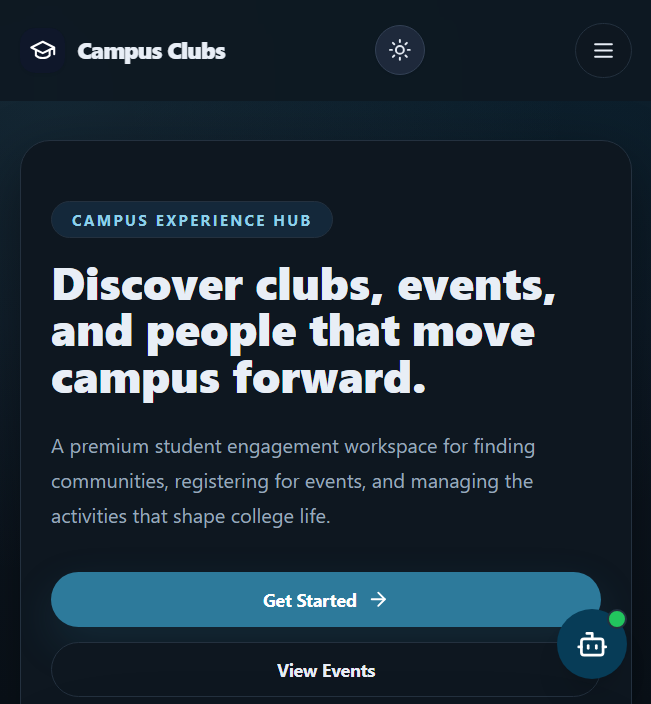 Campus Clubs
CAMPUS EXPERIENCE HUB
Discover clubs, events,
and people that move
campus forward.
A premium student engagement workspace for finding
communities, registering for events, and managing the
activities that shape college life.
Get Started
View Events